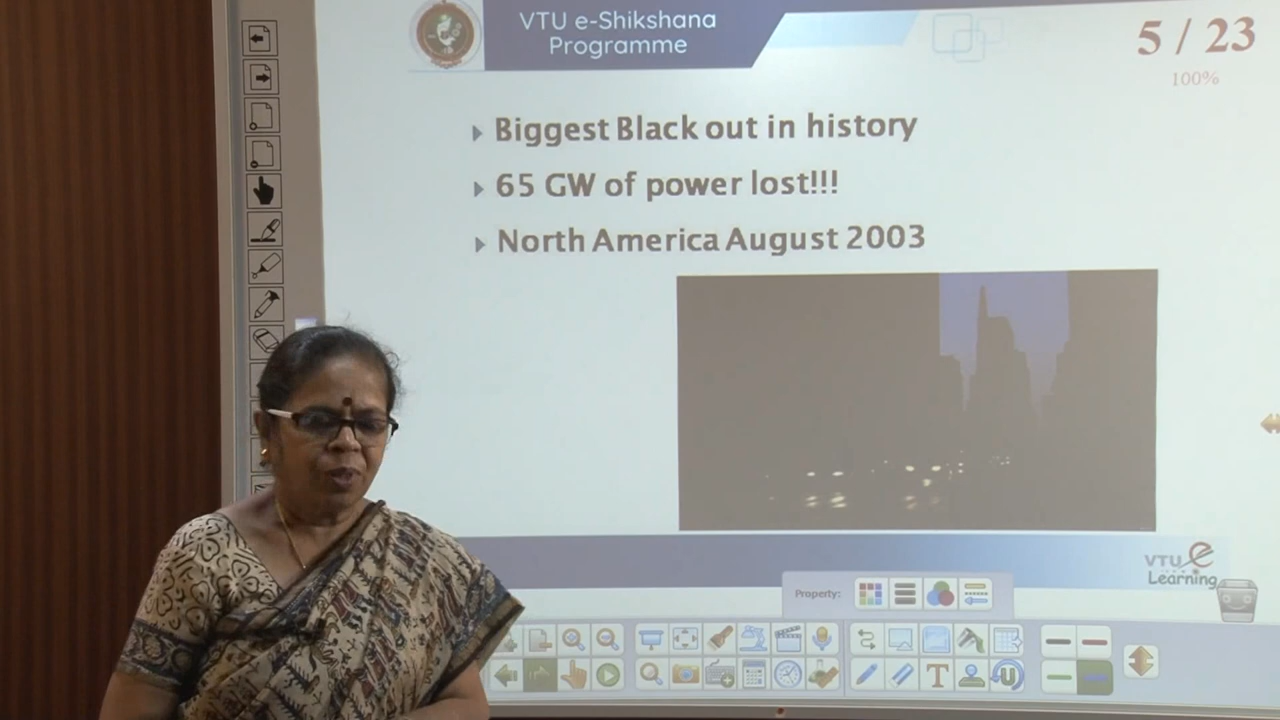 VTU e-Shikshana
Programme
5 / 23
100%
Biggest Black out in history
65 GW of power lost!!!
North America August 2003
VTU e
Learning
Property:
T